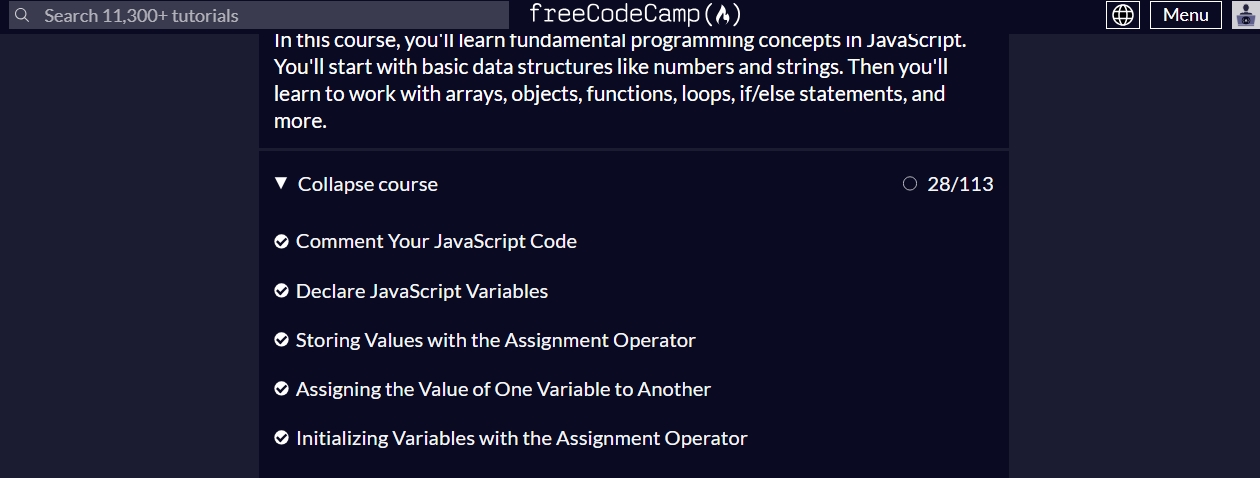 Search 11,300+ tutorials
freeCodeCamp
Menu
In this course, you'll learn fundamental programming concepts in JavaScript.
You'll start with basic data structures like numbers and strings. Then you'll
learn to work with arrays, objects, functions, loops, if/else statements, and
more.
Collapse course
28/113
Comment Your JavaScript Code
Declare JavaScript Variables
Storing Values with the Assignment Operator
Assigning the Value of One Variable to Another
Initializing Variables with the Assignment Operator